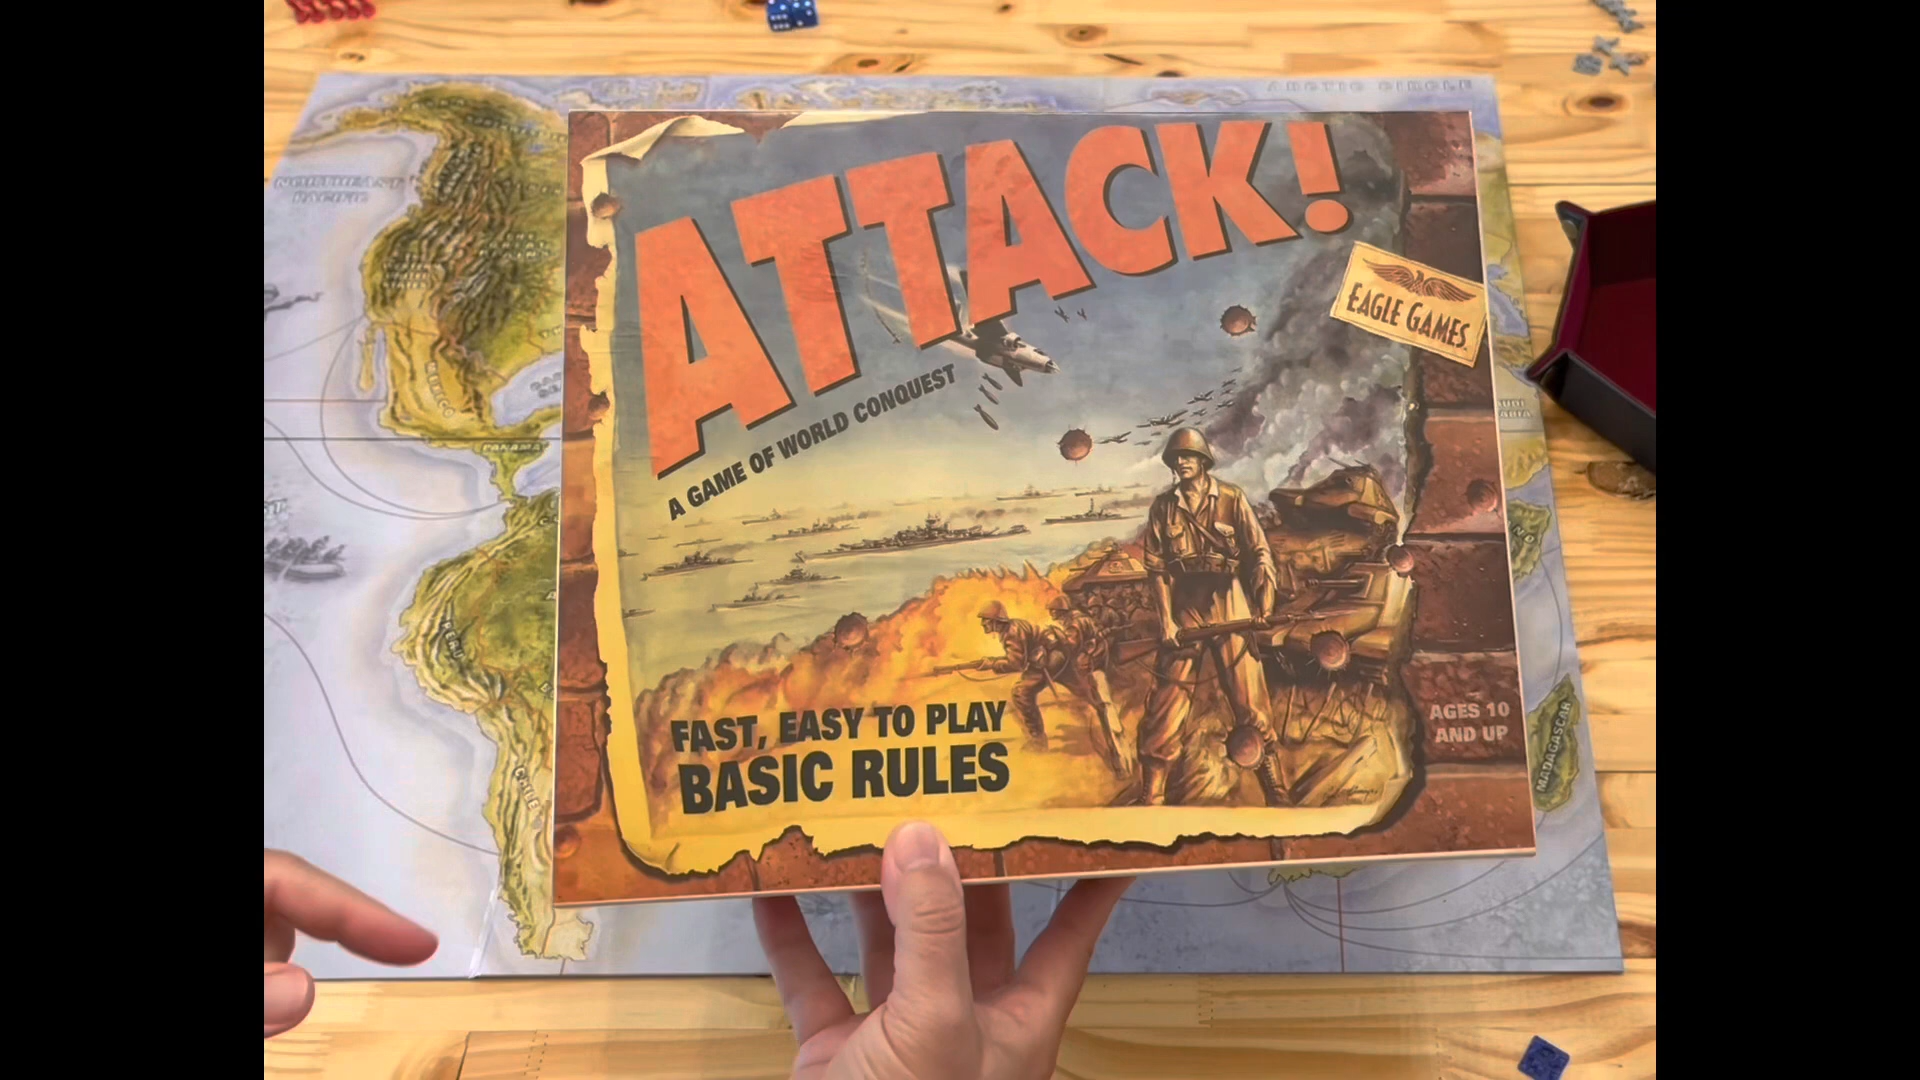 ARCTIC CIRCLE
NORTHEAST
PACIFIC
ATTACK!
EAGLE GAMES
A GAME OF WORLD CONQUEST
MEXICO
PANAMA
PERU
CHILE
FAST, EASY TO PLAY
BASIC RULES
AGES 10
AND UP
MADAGASCAR